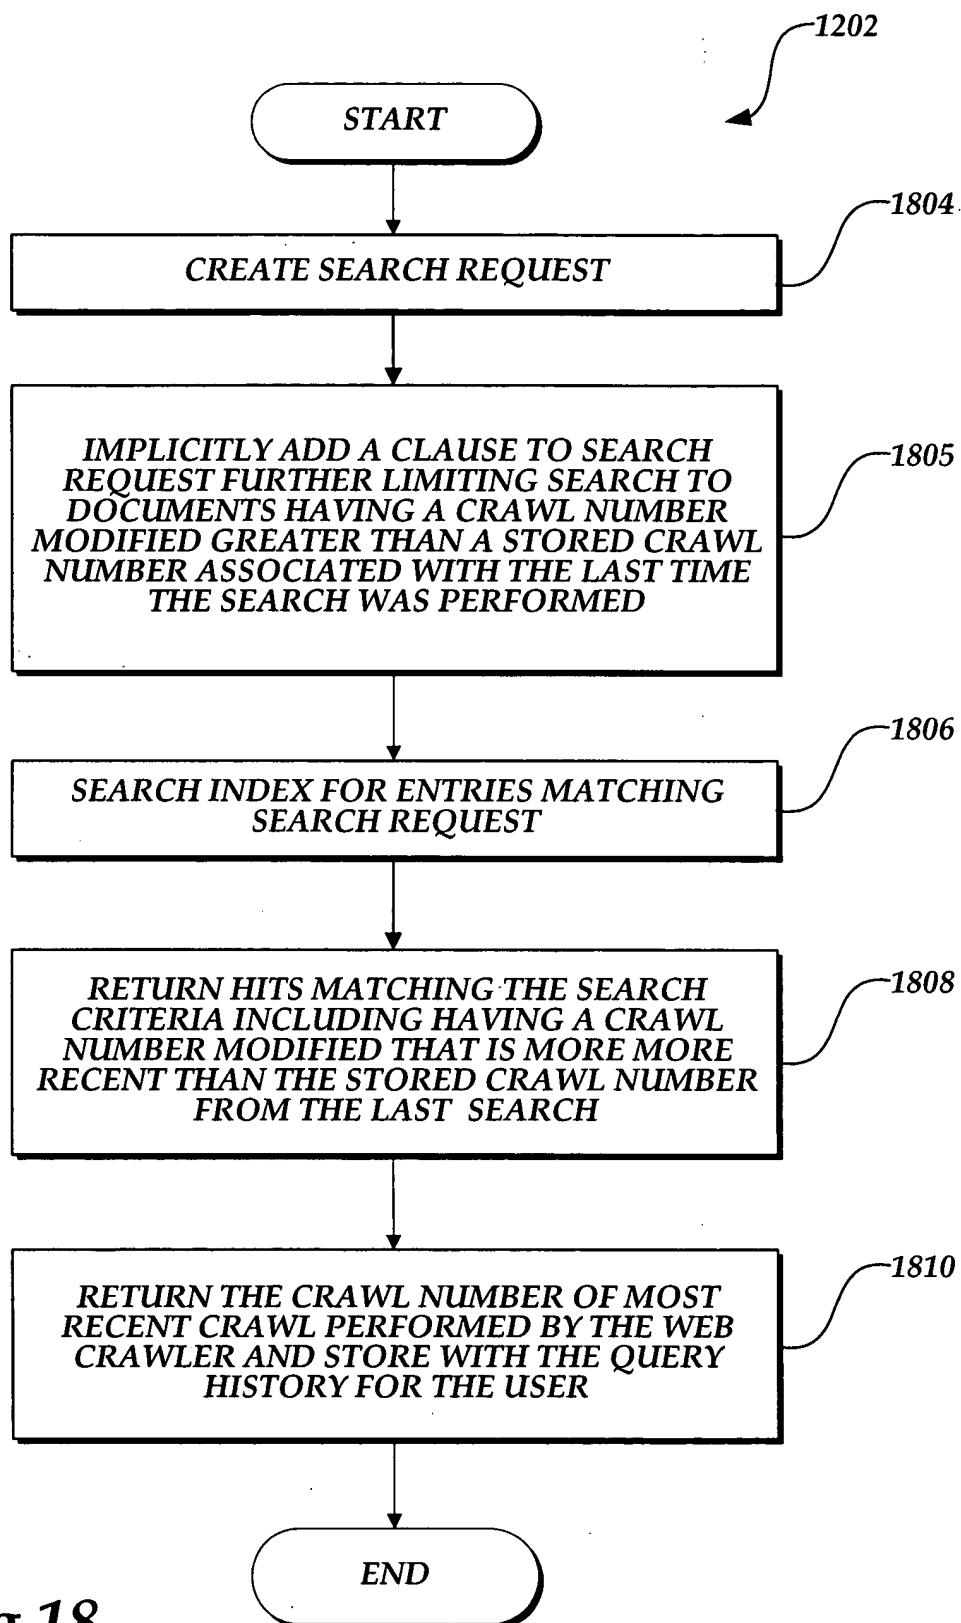 1202
START
1804
CREATE SEARCH REQUEST
1805
IMPLICITLY ADD A CLAUSE TO SEARCH
REQUEST FURTHER LIMITING SEARCH TO
DOCUMENTS HAVING A CRAWL NUMBER
MODIFIED GREATER THAN A STORED CRAWL
NUMBER ASSOCIATED WITH THE LAST TIME
THE SEARCH WAS PERFORMED
1806
SEARCH INDEX FOR ENTRIES MATCHING
SEARCH REQUEST
1808
RETURN HITS MATCHING THE SEARCH
CRITERIA INCLUDING HAVING A CRAWL
NUMBER MODIFIED THAT IS MORE MORE
RECENT THAN THE STORED CRAWL NUMBER
FROM THE LAST SEARCH
1810
RETURN THE CRAWL NUMBER OF MOST
RECENT CRAWL PERFORMED BY THE WEB
CRAWLER AND STORE WITH THE QUERY
HISTORY FOR THE USER
END
18